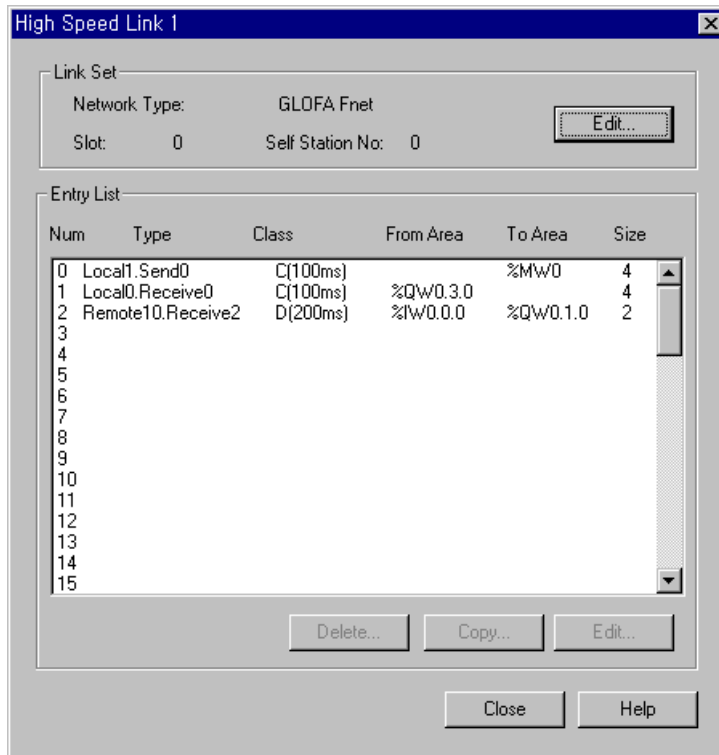 High Speed Link 1
Link Set
Network Type: GLOFA Fnet
Edit...
Slot: 0 Self Station No: 0
Entry List
Num Type Class From Area To Area Size
0 Local1.Send0 C(100ms) %MW0 4
1 Local0.Receive0 C(100ms) %QW0.3.0 4
2 Remote10.Receive2 D(200ms) %IW0.0.0 %QW0.1.0 2
3
4
5
6
7
8
9
10
11
12
13
14
15
Delete... Copy... Edit...
Close Help